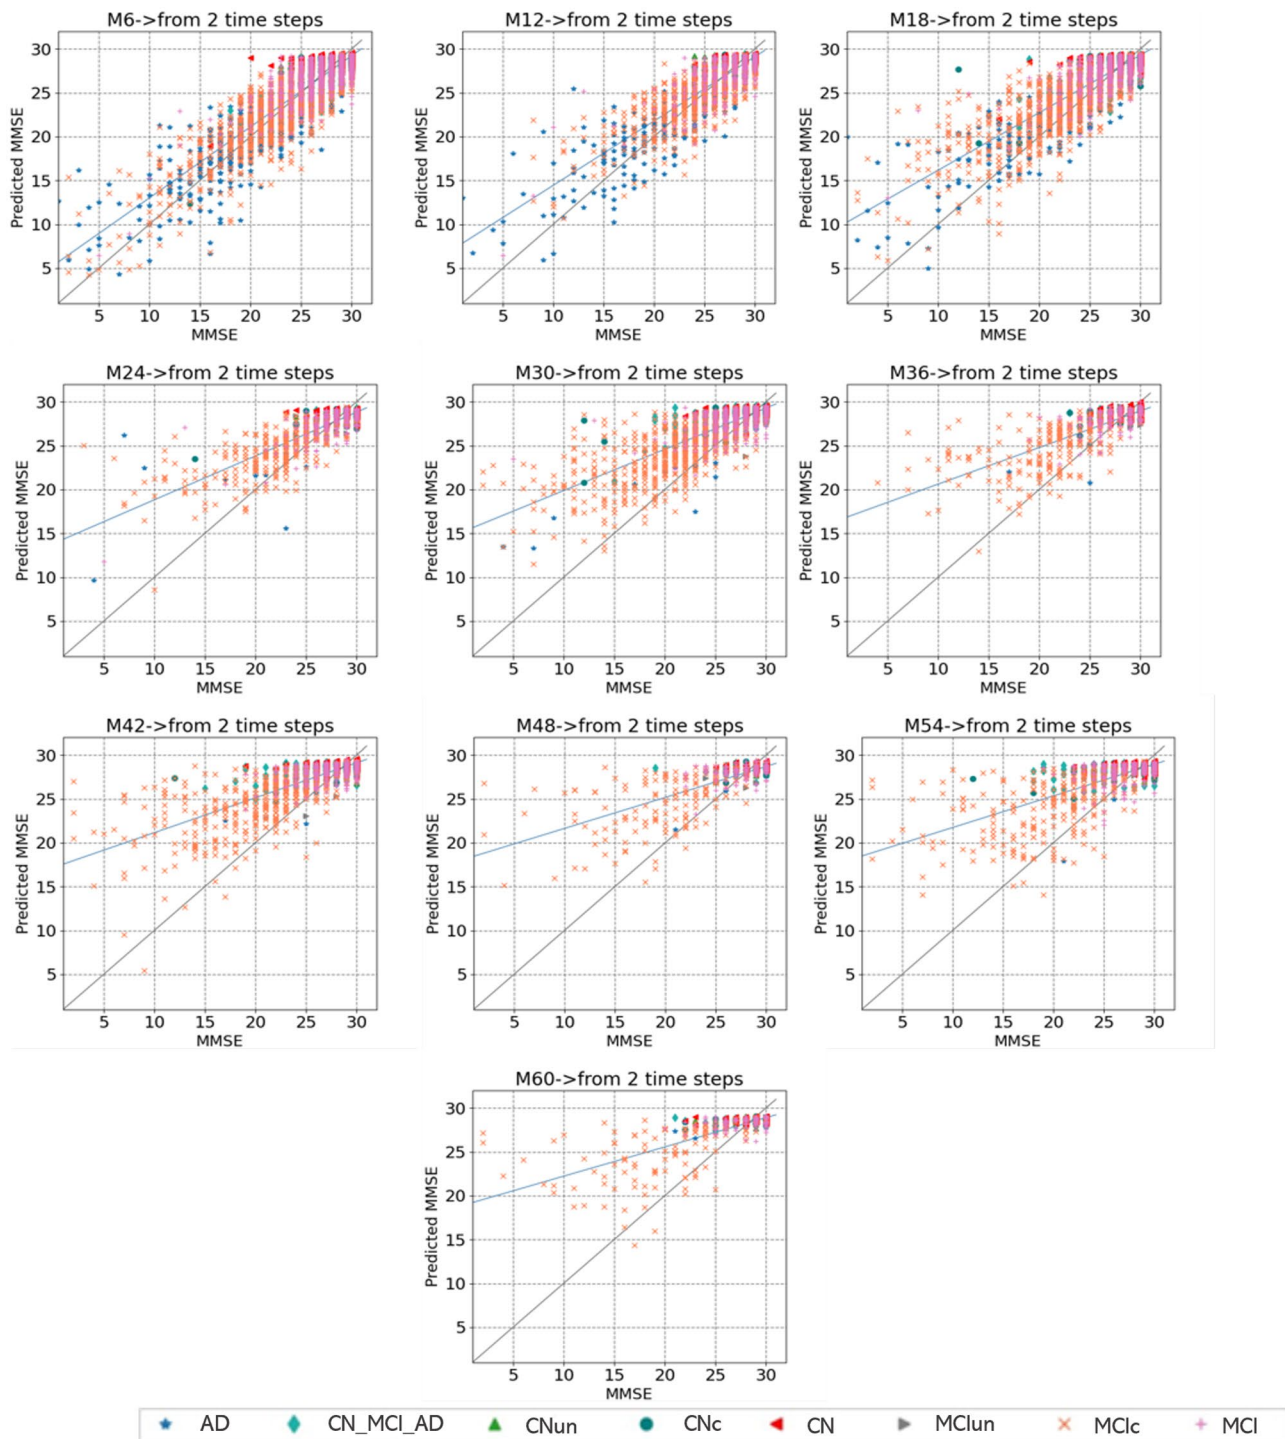 M6->from 2 time steps
M12->from 2 time steps
M18->from 2 time steps
30
25
20
15
10
5
Predicted MMSE
5 10 15 20 25 30
MMSE
30
25
20
15
10
5
Predicted MMSE
5 10 15 20 25 30
MMSE
30
25
20
15
10
5
Predicted MMSE
5 10 15 20 25 30
MMSE
M24->from 2 time steps
M30->from 2 time steps
M36->from 2 time steps
30
25
20
15
10
5
Predicted MMSE
5 10 15 20 25 30
MMSE
30
25
20
15
10
5
Predicted MMSE
5 10 15 20 25 30
MMSE
30
25
20
15
10
5
Predicted MMSE
5 10 15 20 25 30
MMSE
M42->from 2 time steps
M48->from 2 time steps
M54->from 2 time steps
30
25
20
15
10
5
Predicted MMSE
5 10 15 20 25 30
MMSE
30
25
20
15
10
5
Predicted MMSE
5 10 15 20 25 30
MMSE
30
25
20
15
10
5
Predicted MMSE
5 10 15 20 25 30
MMSE
M60->from 2 time steps
30
25
20
15
10
5
Predicted MMSE
5 10 15 20 25 30
MMSE
AD CN_MCI_AD CNun CNc CN MCIun MCIc MCI